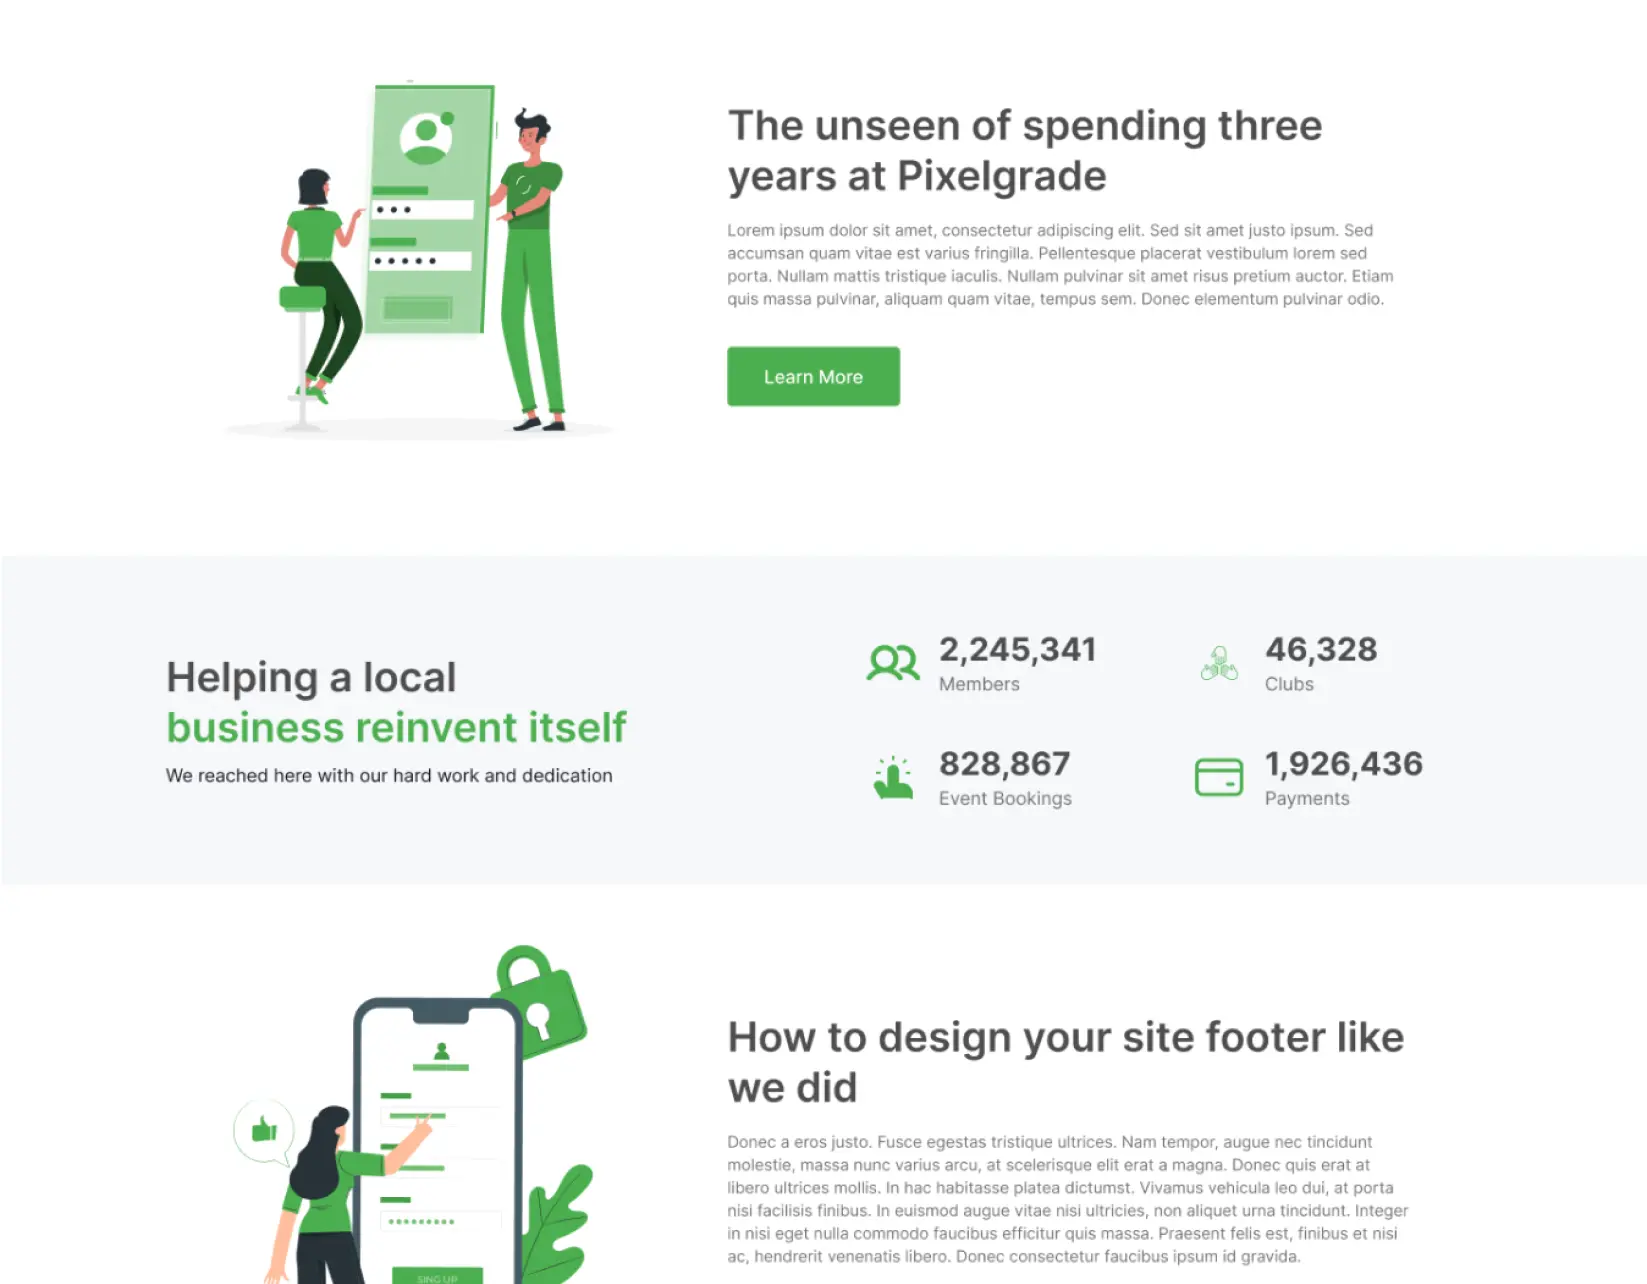 The unseen of spending three
years at Pixelgrade
Lorem ipsum dolor sit amet, consectetur adipiscing elit. Sed sit amet justo ipsum. Sed
accumsan quam vitae est varius fringilla. Pellentesque placerat vestibulum lorem sed
porta. Nullam mattis tristique iaculis. Nullam pulvinar sit amet risus pretium auctor. Etiam
quis massa pulvinar, aliquam quam vitae, tempus sem. Donec elementum pulvinar odio.
Learn More
Helping a local
business reinvent itself
We reached here with our hard work and dedication
2,245,341
Members
46,328
Clubs
828,867
Event Bookings
1,926,436
Payments
How to design your site footer like
we did
Donec a eros justo. Fusce egestas tristique ultrices. Nam tempor, augue nec tincidunt
molestie, massa nunc varius arcu, at scelerisque elit erat a magna. Donec quis erat at
libero ultrices mollis. In hac habitasse platea dictumst. Vivamus vehicula leo dui, at porta
nisi facilisis finibus. In euismod augue vitae nisi ultricies, non aliquet urna tincidunt. Integer
in nisi eget nulla commodo faucibus efficitur quis massa. Praesent felis est, finibus et nisi
ac, hendrerit venenatis libero. Donec consectetur faucibus ipsum id gravida.
SING UP